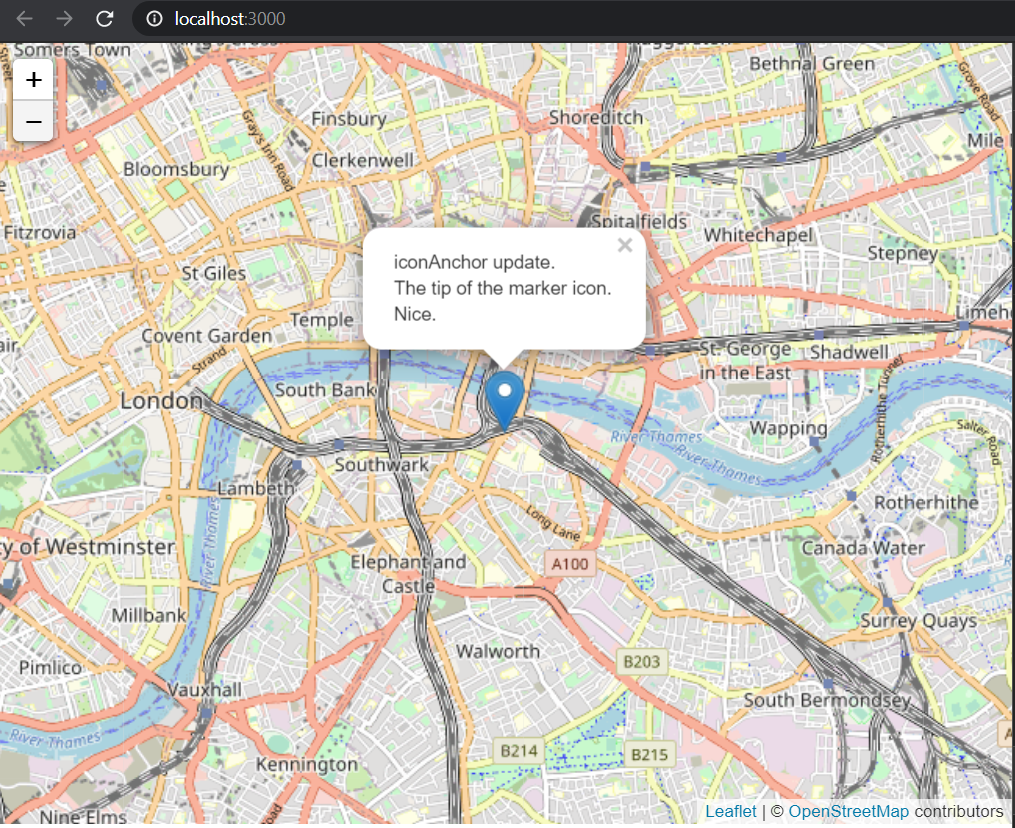 localhost:3000
Somers Town
Bethnal Green
Grove Road
+
−
Finsbury
Shoreditch
Grays Inn Road
Clerkenwell
Mile
Bloomsbury
Spitalfields
Fitzrovia
Whitechapel
×
iconAnchor update.
The tip of the marker icon.
Nice.
Stepney
St Giles
Temple
Covent Garden
Strand
St. George
in the East
Shadwell
Rotherhithe Tunnel
South Bank
London
River Thames
River Thames
Wapping
Salter Road
Southwark
Lambeth
Rotherhithe
River Thames
Long Lane
y of Westminster
Canada Water
Elephant and
Castle
A100
Millbank
Surrey Quays
Walworth
B203
Pimlico
Vauxhall
South Bermondsey
River Thames
B214
B215
Kennington
Nine Elms
Leaflet | © OpenStreetMap contributors